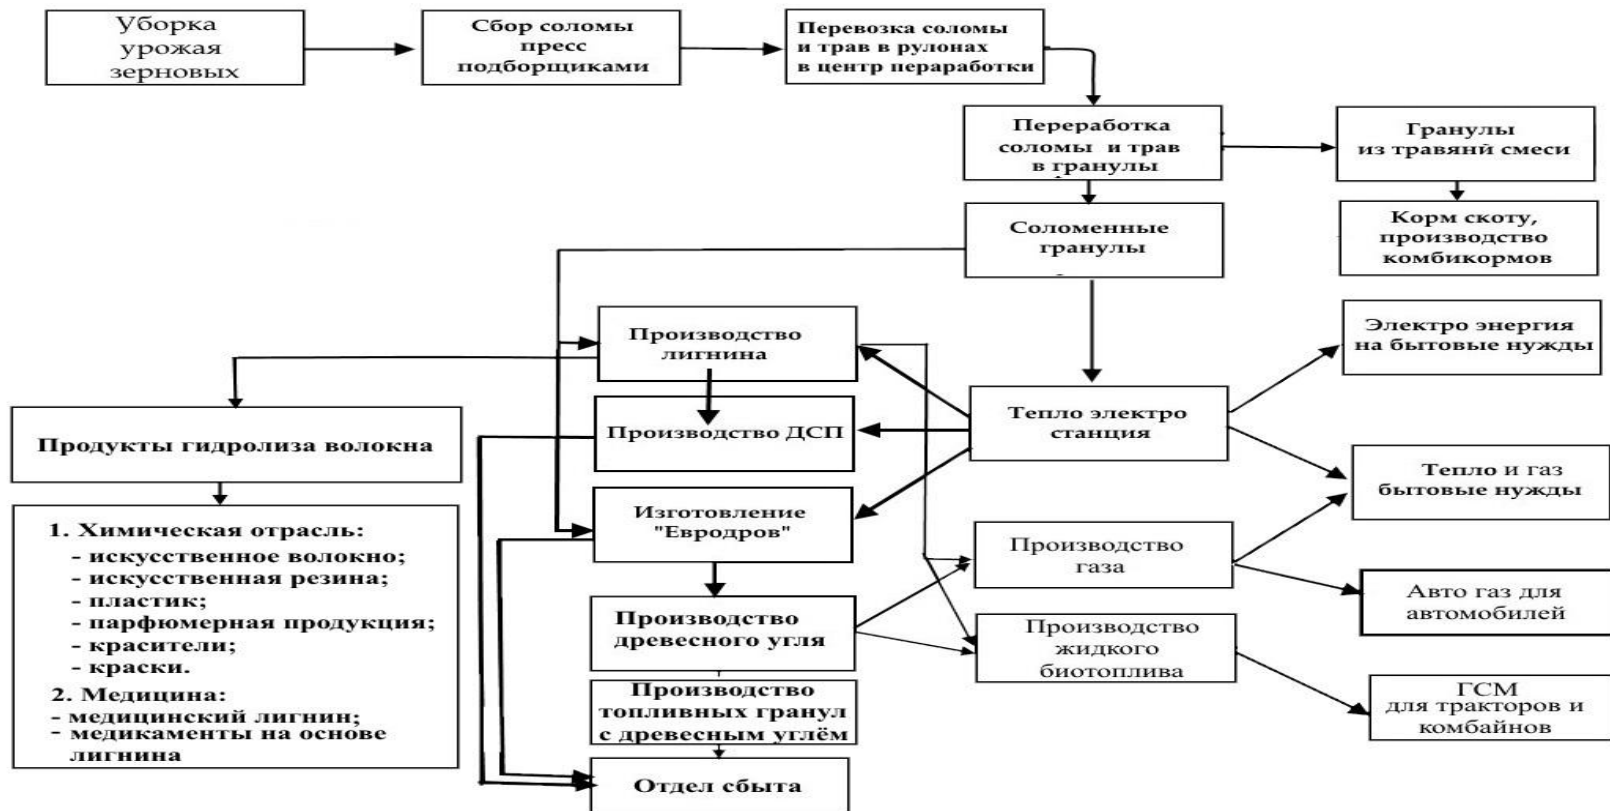 Уборка
урожая
зерновых
Сбор соломы
пресс
подборщиками
Перевозка соломы
и трав в рулонах
в центр пераработки
Переработка
соломы и трав
в гранулы
Гранулы
из травянй смеси
Соломенные
гранулы
Корм скоту,
производство
комбикормов
Производство
лигнина
Электро энергия
на бытовые нужды
Продукты гидролиза волокна
Производство ДСП
Тепло электро
станция
Тепло и газ
бытовые нужды
Изготовление
"Евродров"
Производство
газа
Авто газ для
автомобилей
1. Химическая отрасль:
- искусственное волокно;
- искусственная резина;
- пластик;
- парфюмерная продукция;
- красители;
- краски.
2. Медицина:
- медицинский лигнин;
- медикаменты на основе
лигнина
Производство
древесного угля
Производство
жидкого
биотоплива
Производство
топливных гранул
с древесным углём
ГСМ
для тракторов и
комбайнов
Отдел сбыта